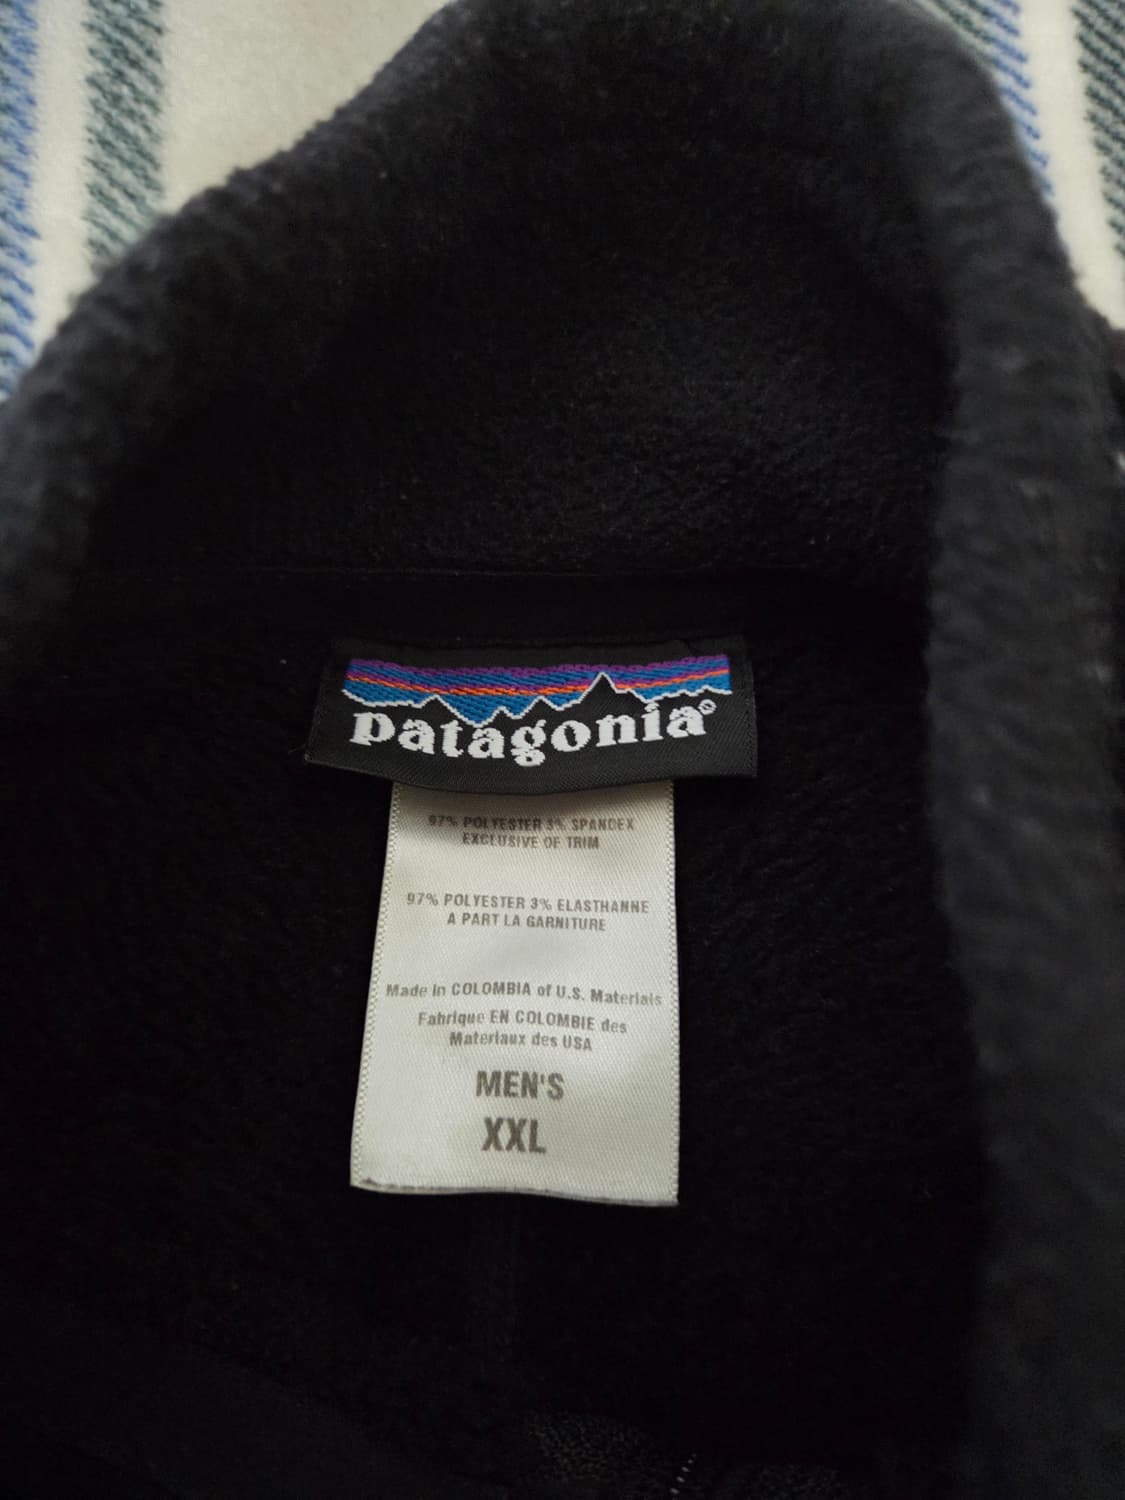 patagonia®
97% POLYESTER 3% SPANDEX
EXCLUSIVE OF TRIM
97% POLYESTER 3% ELASTHANNE
A PART LA GARNITURE
Made in COLOMBIA of U.S. Materials
Fabrique EN COLOMBIE des
Materiaux des USA
MEN'S
XXL